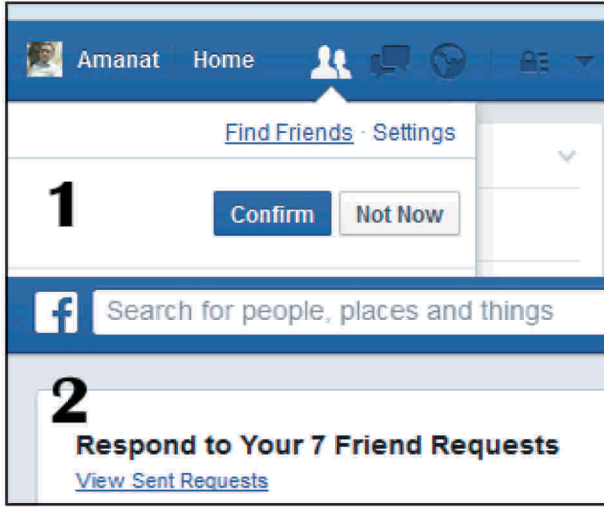 Amanat Home
Find Friends · Settings
1
Confirm Not Now
f Search for people, places and things
2
Respond to Your 7 Friend Requests
View Sent Requests